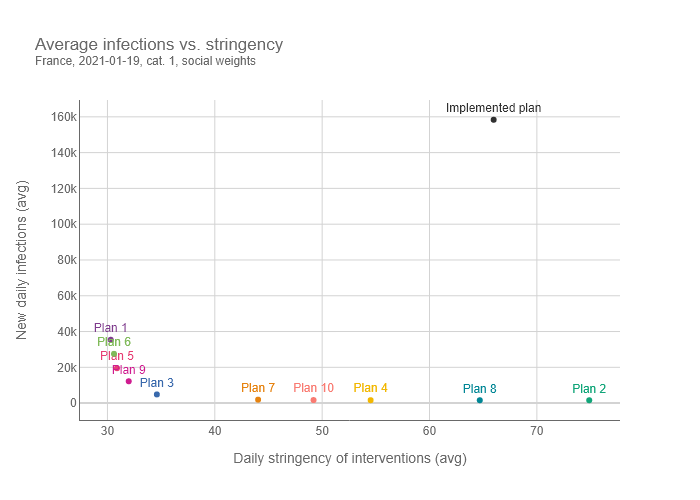 Average infections vs. stringency
France, 2021-01-19, cat. 1, social weights
Implemented plan
160k
140k
120k
100k
80k
60k
40k
20k
0
New daily infections (avg)
Plan 1
Plan 6
Plan 5
Plan 9
Plan 3
Plan 7
Plan 10
Plan 4
Plan 8
Plan 2
30
40
50
60
70
Daily stringency of interventions (avg)